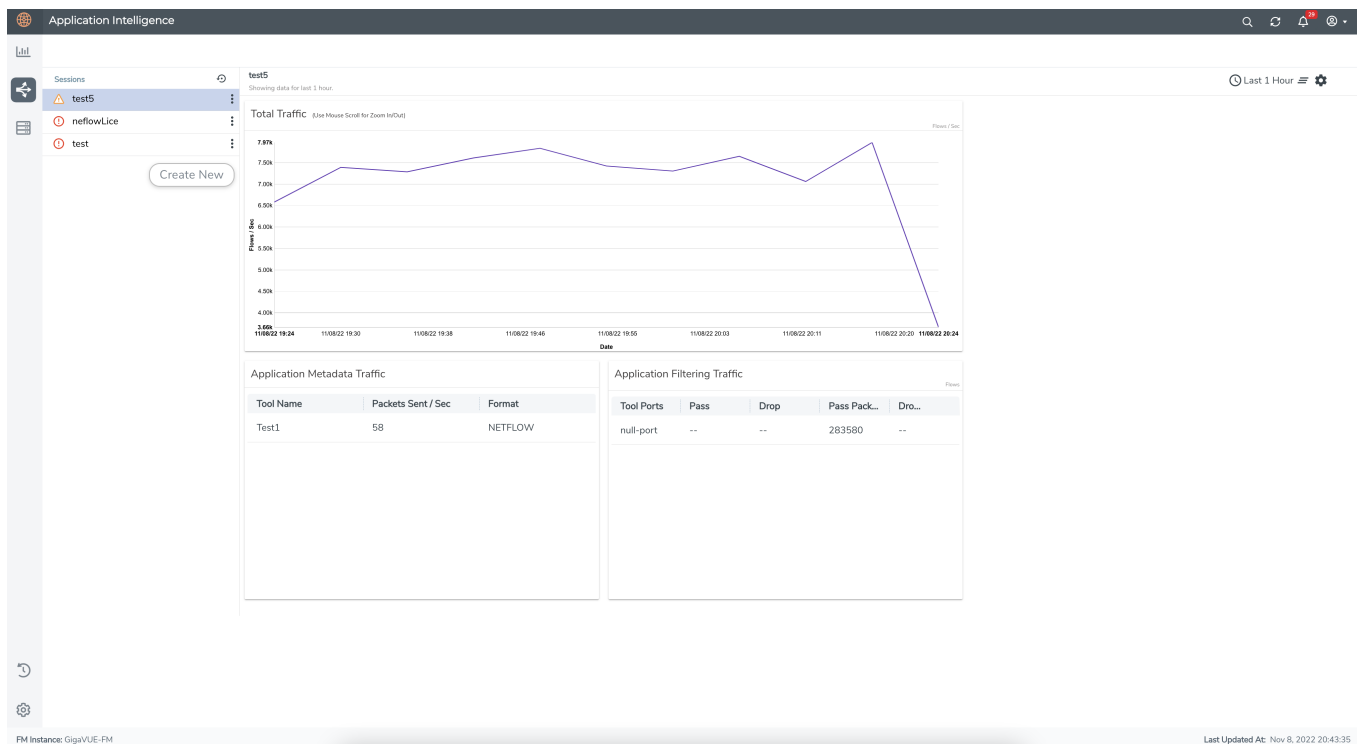 Application Intelligence
29
Sessions
test5
neflowLice
test
Create New
test5
Showing data for last 1 hour.
Last 1 Hour
Total Traffic (Use Mouse Scroll for Zoom In/Out)
Flows / Sec
7.97k
7.50k
7.00k
6.50k
6.00k
5.50k
5.00k
4.50k
4.00k
3.66k
Flows / Sec
11/08/22 19:24 11/08/22 19:30 11/08/22 19:38 11/08/22 19:46 11/08/22 19:55 11/08/22 20:03 11/08/22 20:11 11/08/22 20:20 11/08/22 20:24
Date
Application Metadata Traffic
Tool Name Packets Sent / Sec Format
Test1 58 NETFLOW
Application Filtering Traffic
Flows
Tool Ports Pass Drop Pass Pack... Dro...
null-port -- -- 283580 --
FM Instance: GigaVUE-FM
Last Updated At: Nov 8, 2022 20:43:35